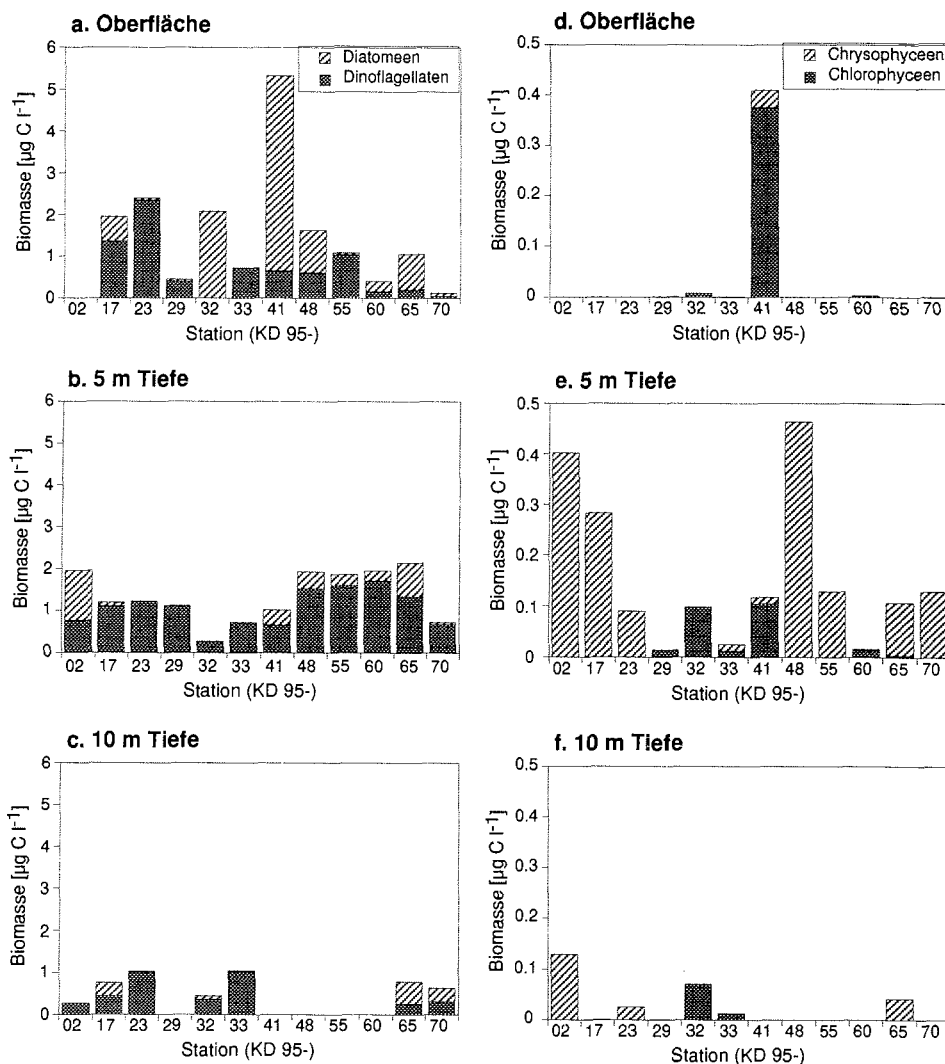 a. Oberfläche
Diatomeen
Dinoflagellaten
Biomasse [µg C l-1]
6
5
4
3
2
1
0
02 17 23 29 32 33 41 48 55 60 65 70
Station (KD 95-)
d. Oberfläche
Chrysophyceen
Chlorophyceen
Biomasse [µg C l-1]
0.5
0.4
0.3
0.2
0.1
0
02 17 23 29 32 33 41 48 55 60 65 70
Station (KD 95-)
b. 5 m Tiefe
Biomasse [µg C l-1]
6
5
4
3
2
1
0
02 17 23 29 32 33 41 48 55 60 65 70
Station (KD 95-)
e. 5 m Tiefe
Biomasse [µg C l-1]
0.5
0.4
0.3
0.2
0.1
0
02 17 23 29 32 33 41 48 55 60 65 70
Station (KD 95-)
c. 10 m Tiefe
Biomasse [µg C l-1]
6
5
4
3
2
1
0
02 17 23 29 32 33 41 48 55 60 65 70
Station (KD 95-)
f. 10 m Tiefe
Biomasse [µg C l-1]
0.5
0.4
0.3
0.2
0.1
0
02 17 23 29 32 33 41 48 55 60 65 70
Station (KD 95-)